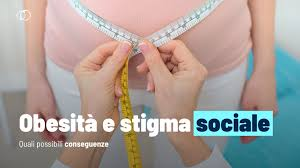 Obesità e stigma sociale
Quali possibili conseguenze